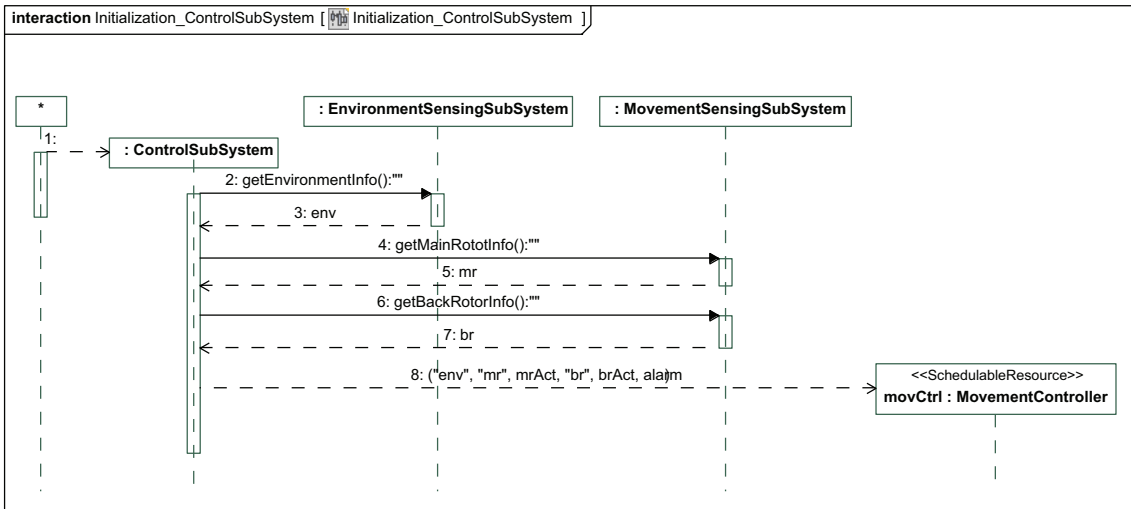 interaction Initialization_ControlSubSystem [ Initialization_ControlSubSystem ]
*
: EnvironmentSensingSubSystem
: MovementSensingSubSystem
1:
: ControlSubSystem
2: getEnvironmentInfo():""
3: env
4: getMainRototInfo():""
5: mr
6: getBackRotorInfo():""
7: br
8: ("env", "mr", mrAct, "br", brAct, alarm)
<<SchedulableResource>>
movCtrl : MovementController